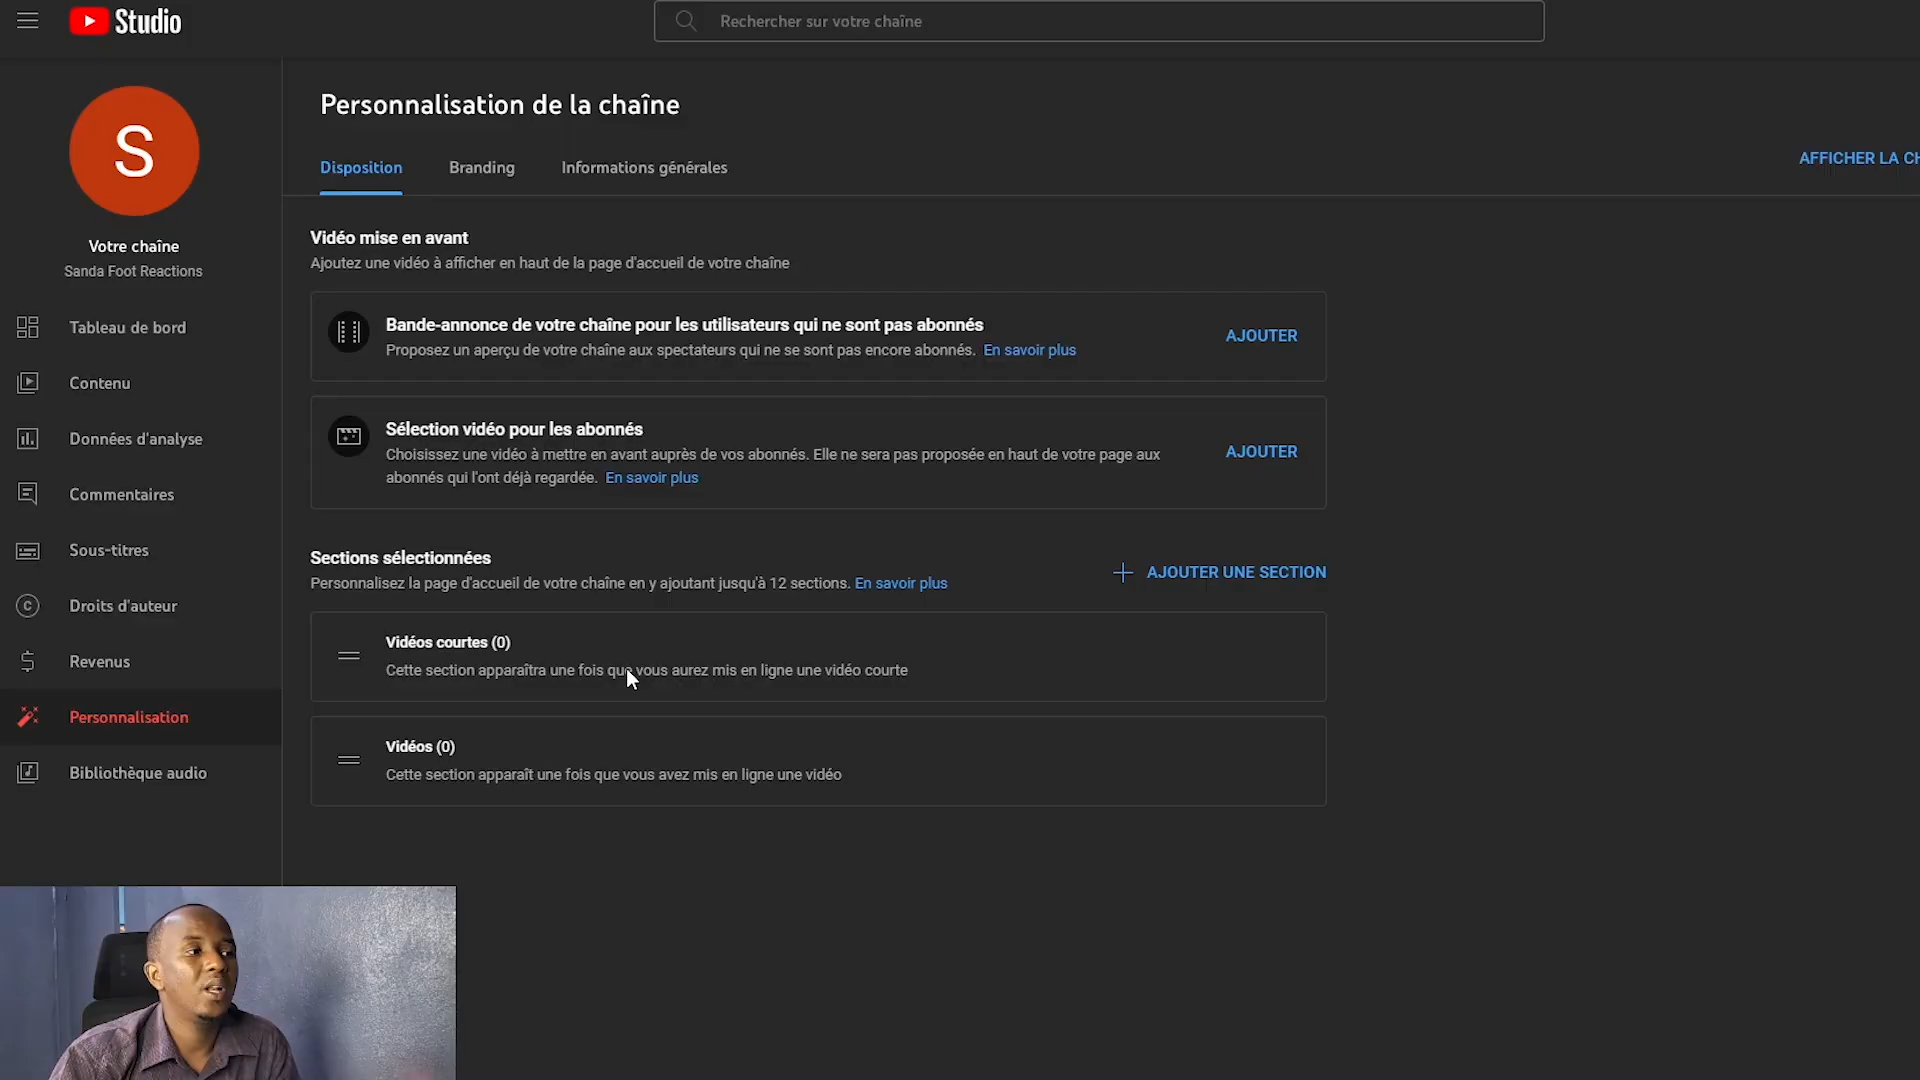 Studio
Rechercher sur votre chaîne
S
Votre chaîne
Sanda Foot Reactions
Tableau de bord
Contenu
Données d'analyse
Commentaires
Sous-titres
Droits d'auteur
Revenus
Personnalisation
Bibliothèque audio
Personnalisation de la chaîne
Disposition
Branding
Informations générales
AFFICHER LA CH
Vidéo mise en avant
Ajoutez une vidéo à afficher en haut de la page d'accueil de votre chaîne
Bande-annonce de votre chaîne pour les utilisateurs qui ne sont pas abonnés
Proposez un aperçu de votre chaîne aux spectateurs qui ne se sont pas encore abonnés. En savoir plus
AJOUTER
Sélection vidéo pour les abonnés
Choisissez une vidéo à mettre en avant auprès de vos abonnés. Elle ne sera pas proposée en haut de votre page aux
abonnés qui l'ont déjà regardée. En savoir plus
AJOUTER
Sections sélectionnées
Personnalisez la page d'accueil de votre chaîne en y ajoutant jusqu'à 12 sections. En savoir plus
AJOUTER UNE SECTION
Vidéos courtes (0)
Cette section apparaîtra une fois que vous aurez mis en ligne une vidéo courte
Vidéos (0)
Cette section apparaît une fois que vous avez mis en ligne une vidéo